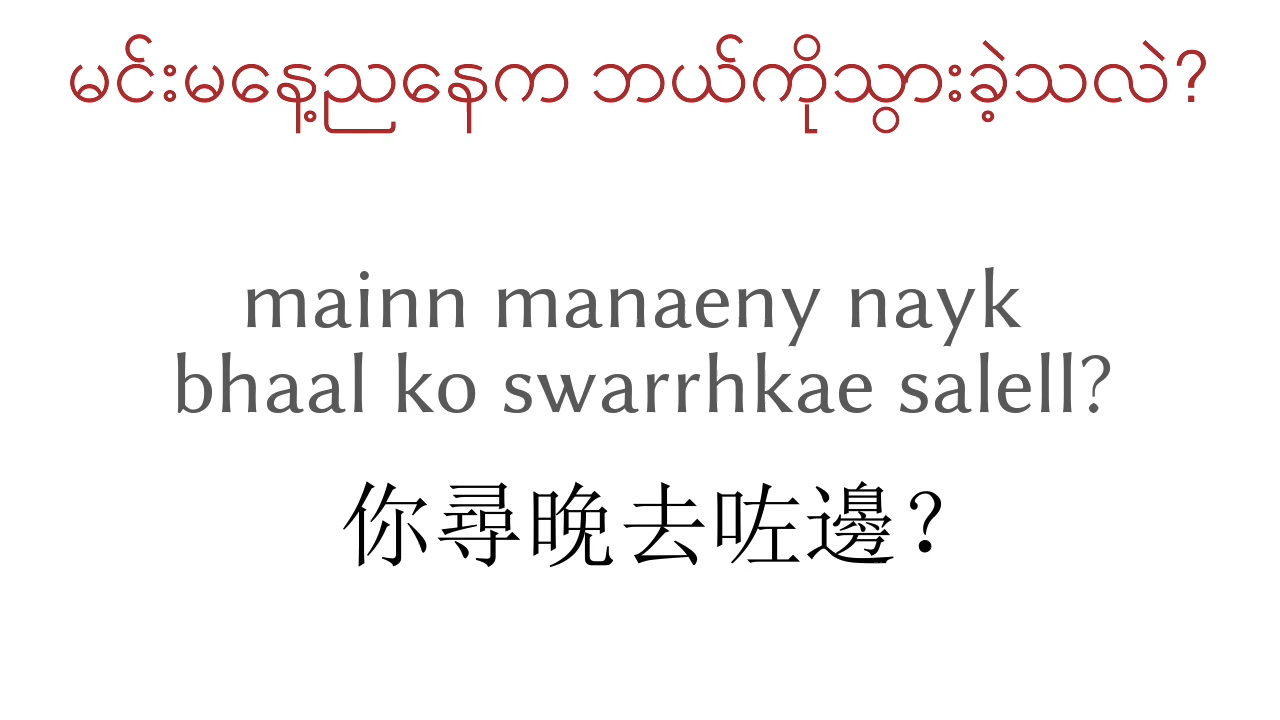 မင်းမနေ့ညနေက ဘယ်ကိုသွားခဲ့သလဲ?
mainn manaeny nayk
bhaal ko swarrhkae salell?
你尋晚去咗邊？